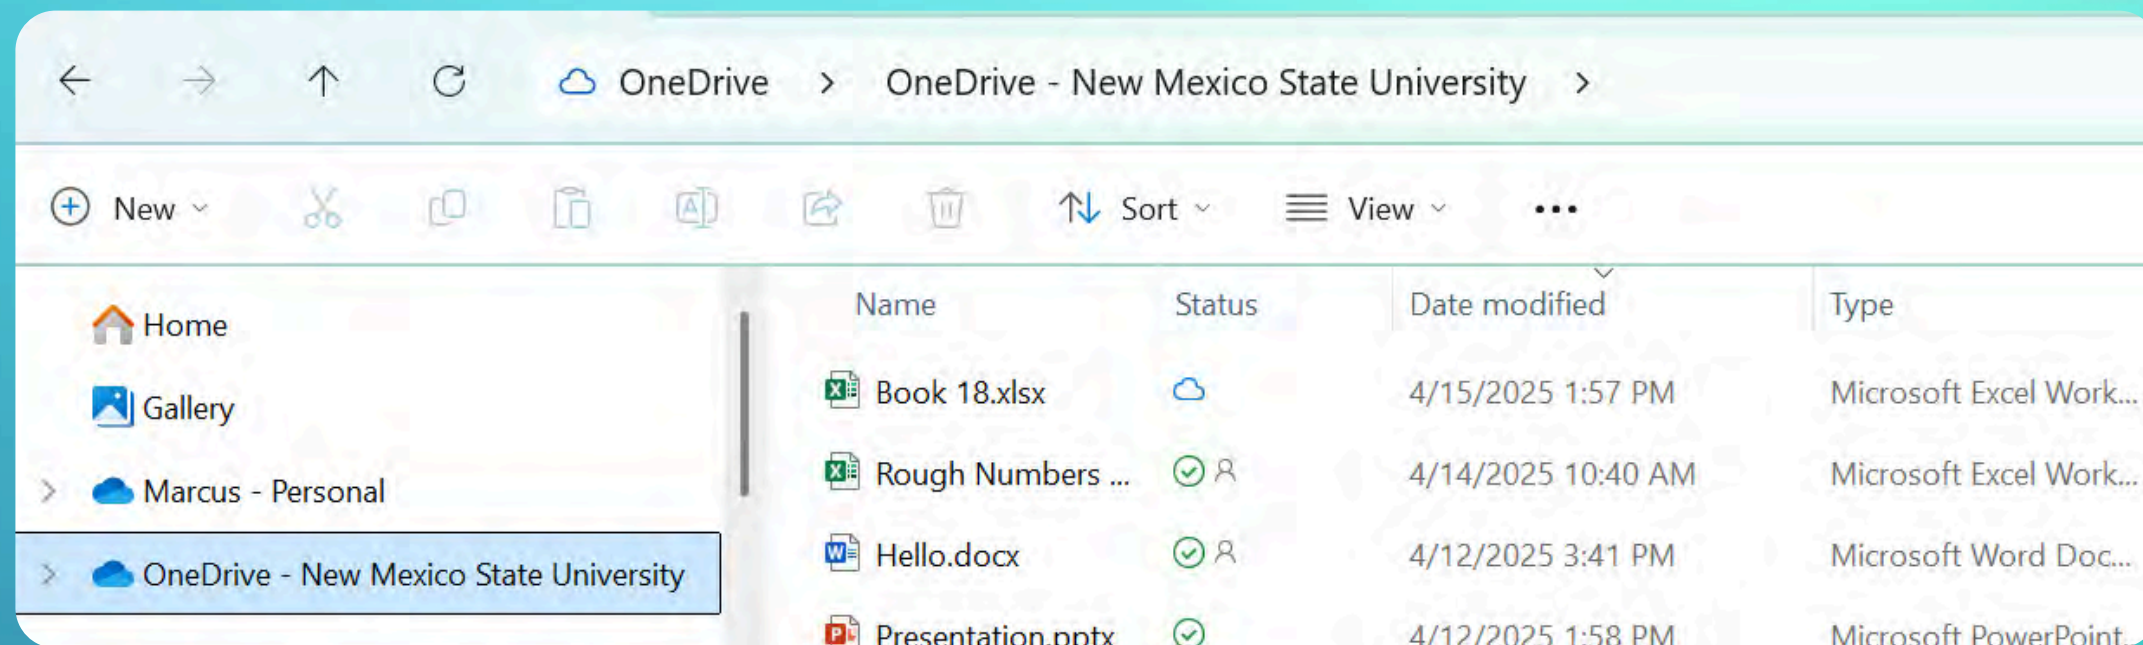 OneDrive > OneDrive - New Mexico State University >
New Sort View ...
Home
Gallery
Marcus - Personal
OneDrive - New Mexico State University
Name Status Date modified Type
Book 18.xlsx 4/15/2025 1:57 PM Microsoft Excel Work...
Rough Numbers ... 4/14/2025 10:40 AM Microsoft Excel Work...
Hello.docx 4/12/2025 3:41 PM Microsoft Word Doc...
Presentation.pptx 4/12/2025 1:58 PM Microsoft PowerPoint...